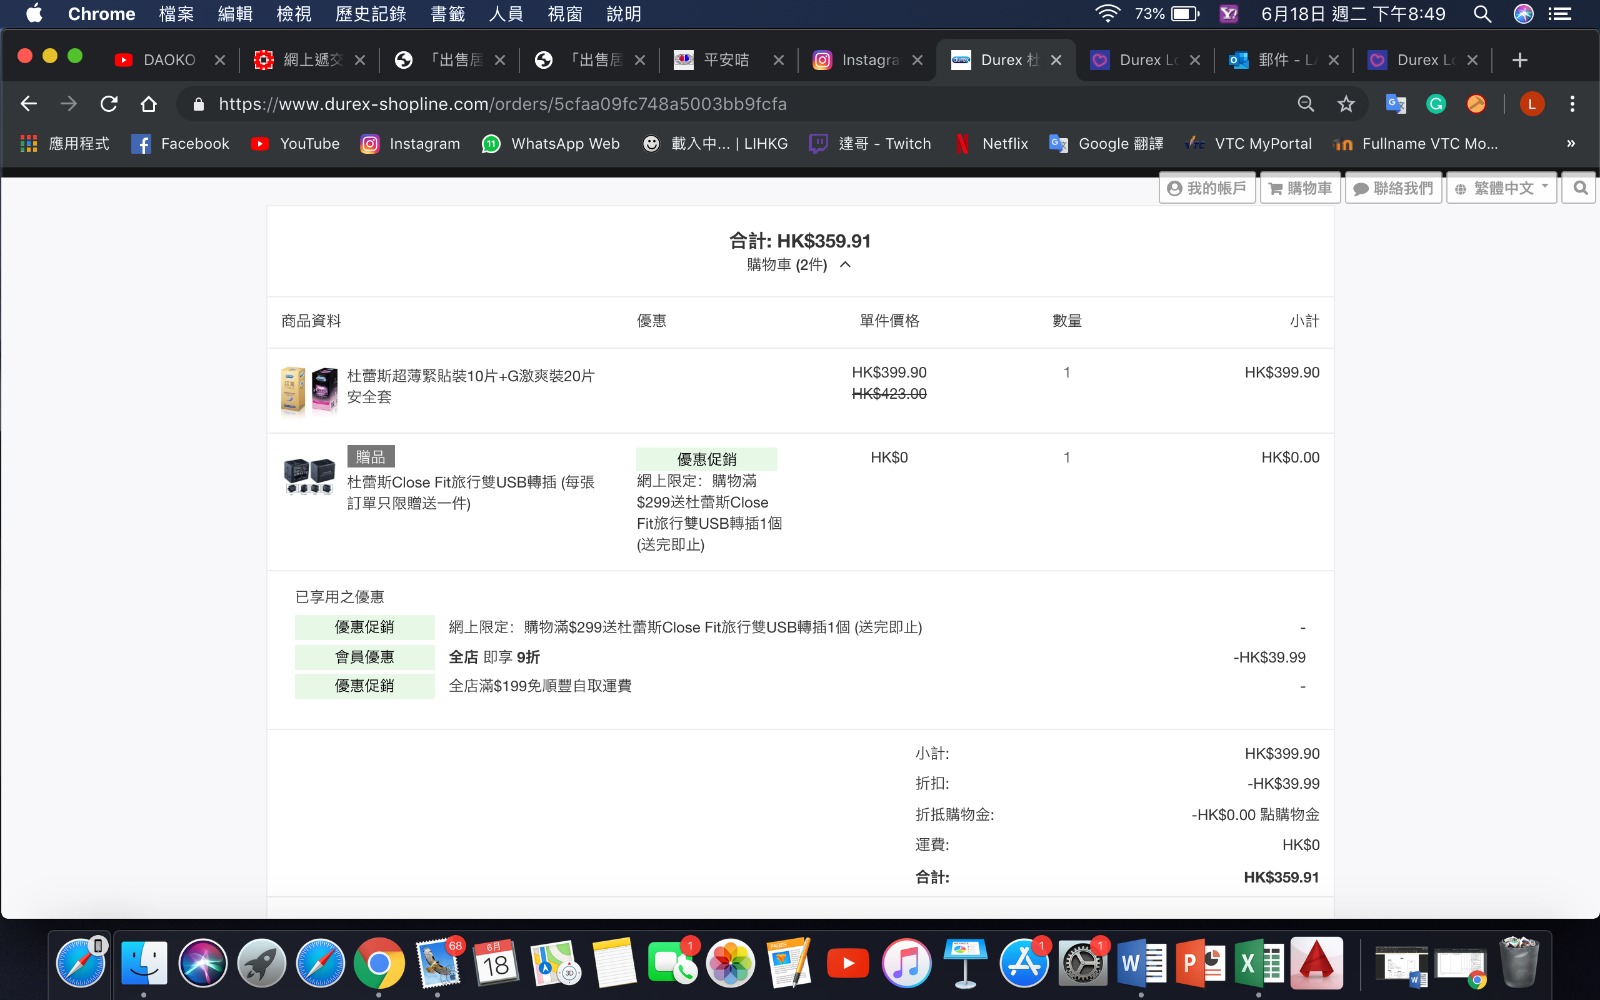 Chrome 檔案 編輯 檢視 歷史記錄 書籤 人員 視窗 說明 73% 6月18日 週二 下午8:49
DAOKO 網上遞交 「出售居 「出售居 平安咭 Instagra Durex 杜 Durex Lo 郵件 - L Durex Lo
https://www.durex-shopline.com/orders/5cfaa09fc748a5003bb9fcfa L
應用程式 Facebook YouTube Instagram 11 WhatsApp Web 載入中... | LIHKG 達哥 - Twitch Netflix Google 翻譯 VTC MyPortal Fullname VTC Mo... »
我的帳戶 購物車 聯絡我們 繁體中文
合計: HK$359.91
購物車 (2件)
商品資料 優惠 單件價格 數量 小計
杜蕾斯超薄緊貼裝10片+G激爽裝20片 HK$399.90 1 HK$399.90
安全套 HK$423.00
贈品 優惠促銷 HK$0 1 HK$0.00
杜蕾斯Close Fit旅行雙USB轉插 (每張
訂單只限贈送一件)
網上限定：購物滿
$299送杜蕾斯Close
Fit旅行雙USB轉插1個
(送完即止)
已享用之優惠
優惠促銷 網上限定：購物滿$299送杜蕾斯Close Fit旅行雙USB轉插1個 (送完即止) -
會員優惠 全店 即享 9折 -HK$39.99
優惠促銷 全店滿$199免順豐自取運費 -
小計: HK$399.90
折扣: -HK$39.99
折抵購物金: -HK$0.00 點購物金
運費: HK$0
合計: HK$359.91
68 6月 18 3D 1 PAGES 1 1 W P X